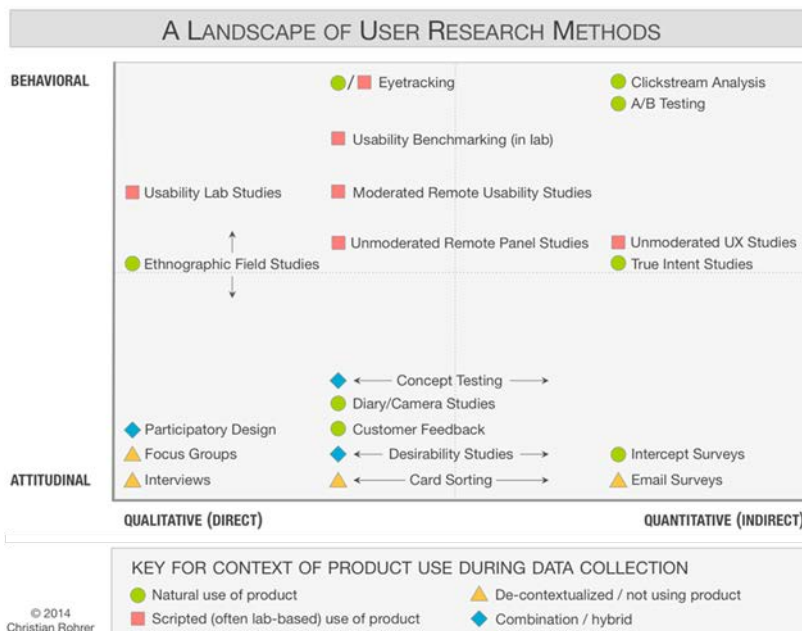 A LANDSCAPE OF USER RESEARCH METHODS
BEHAVIORAL
/ Eyetracking
Clickstream Analysis
A/B Testing
Usability Benchmarking (in lab)
Usability Lab Studies
Moderated Remote Usability Studies
Unmoderated Remote Panel Studies
Unmoderated UX Studies
Ethnographic Field Studies
True Intent Studies
Concept Testing
Diary/Camera Studies
Participatory Design
Customer Feedback
Focus Groups
Desirability Studies
Intercept Surveys
ATTITUDINAL
Interviews
Card Sorting
Email Surveys
QUALITATIVE (DIRECT)
QUANTITATIVE (INDIRECT)
KEY FOR CONTEXT OF PRODUCT USE DURING DATA COLLECTION
Natural use of product
De-contextualized / not using product
© 2014
Christian Rohrer
Scripted (often lab-based) use of product
Combination / hybrid